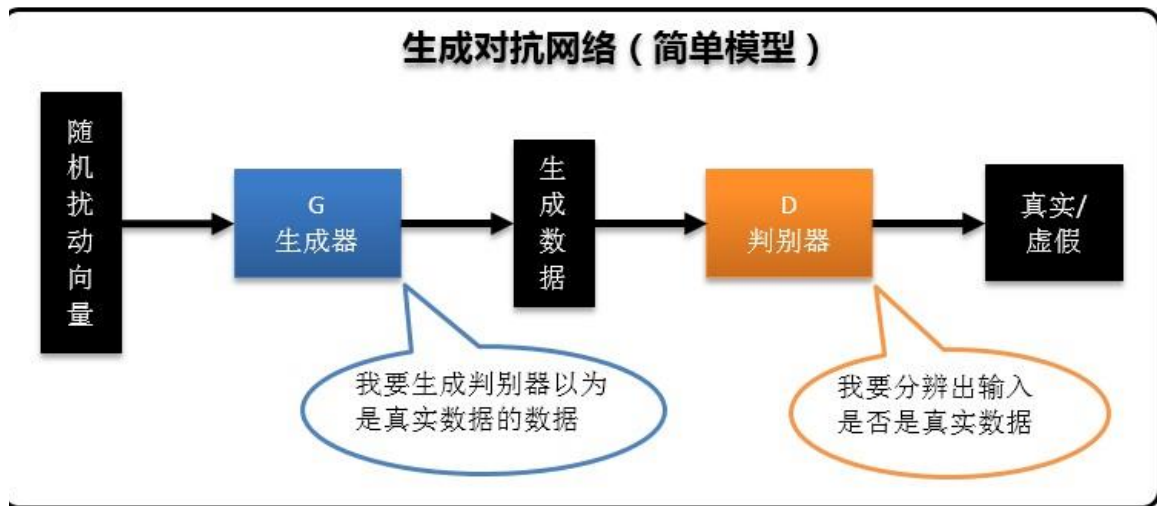 生成对抗网络（简单模型）
随机扰动向量
G
生成器
生成数据
D
判别器
真实/
虚假
我要生成判别器以为
是真实数据的数据
我要分辨出输入
是否是真实数据